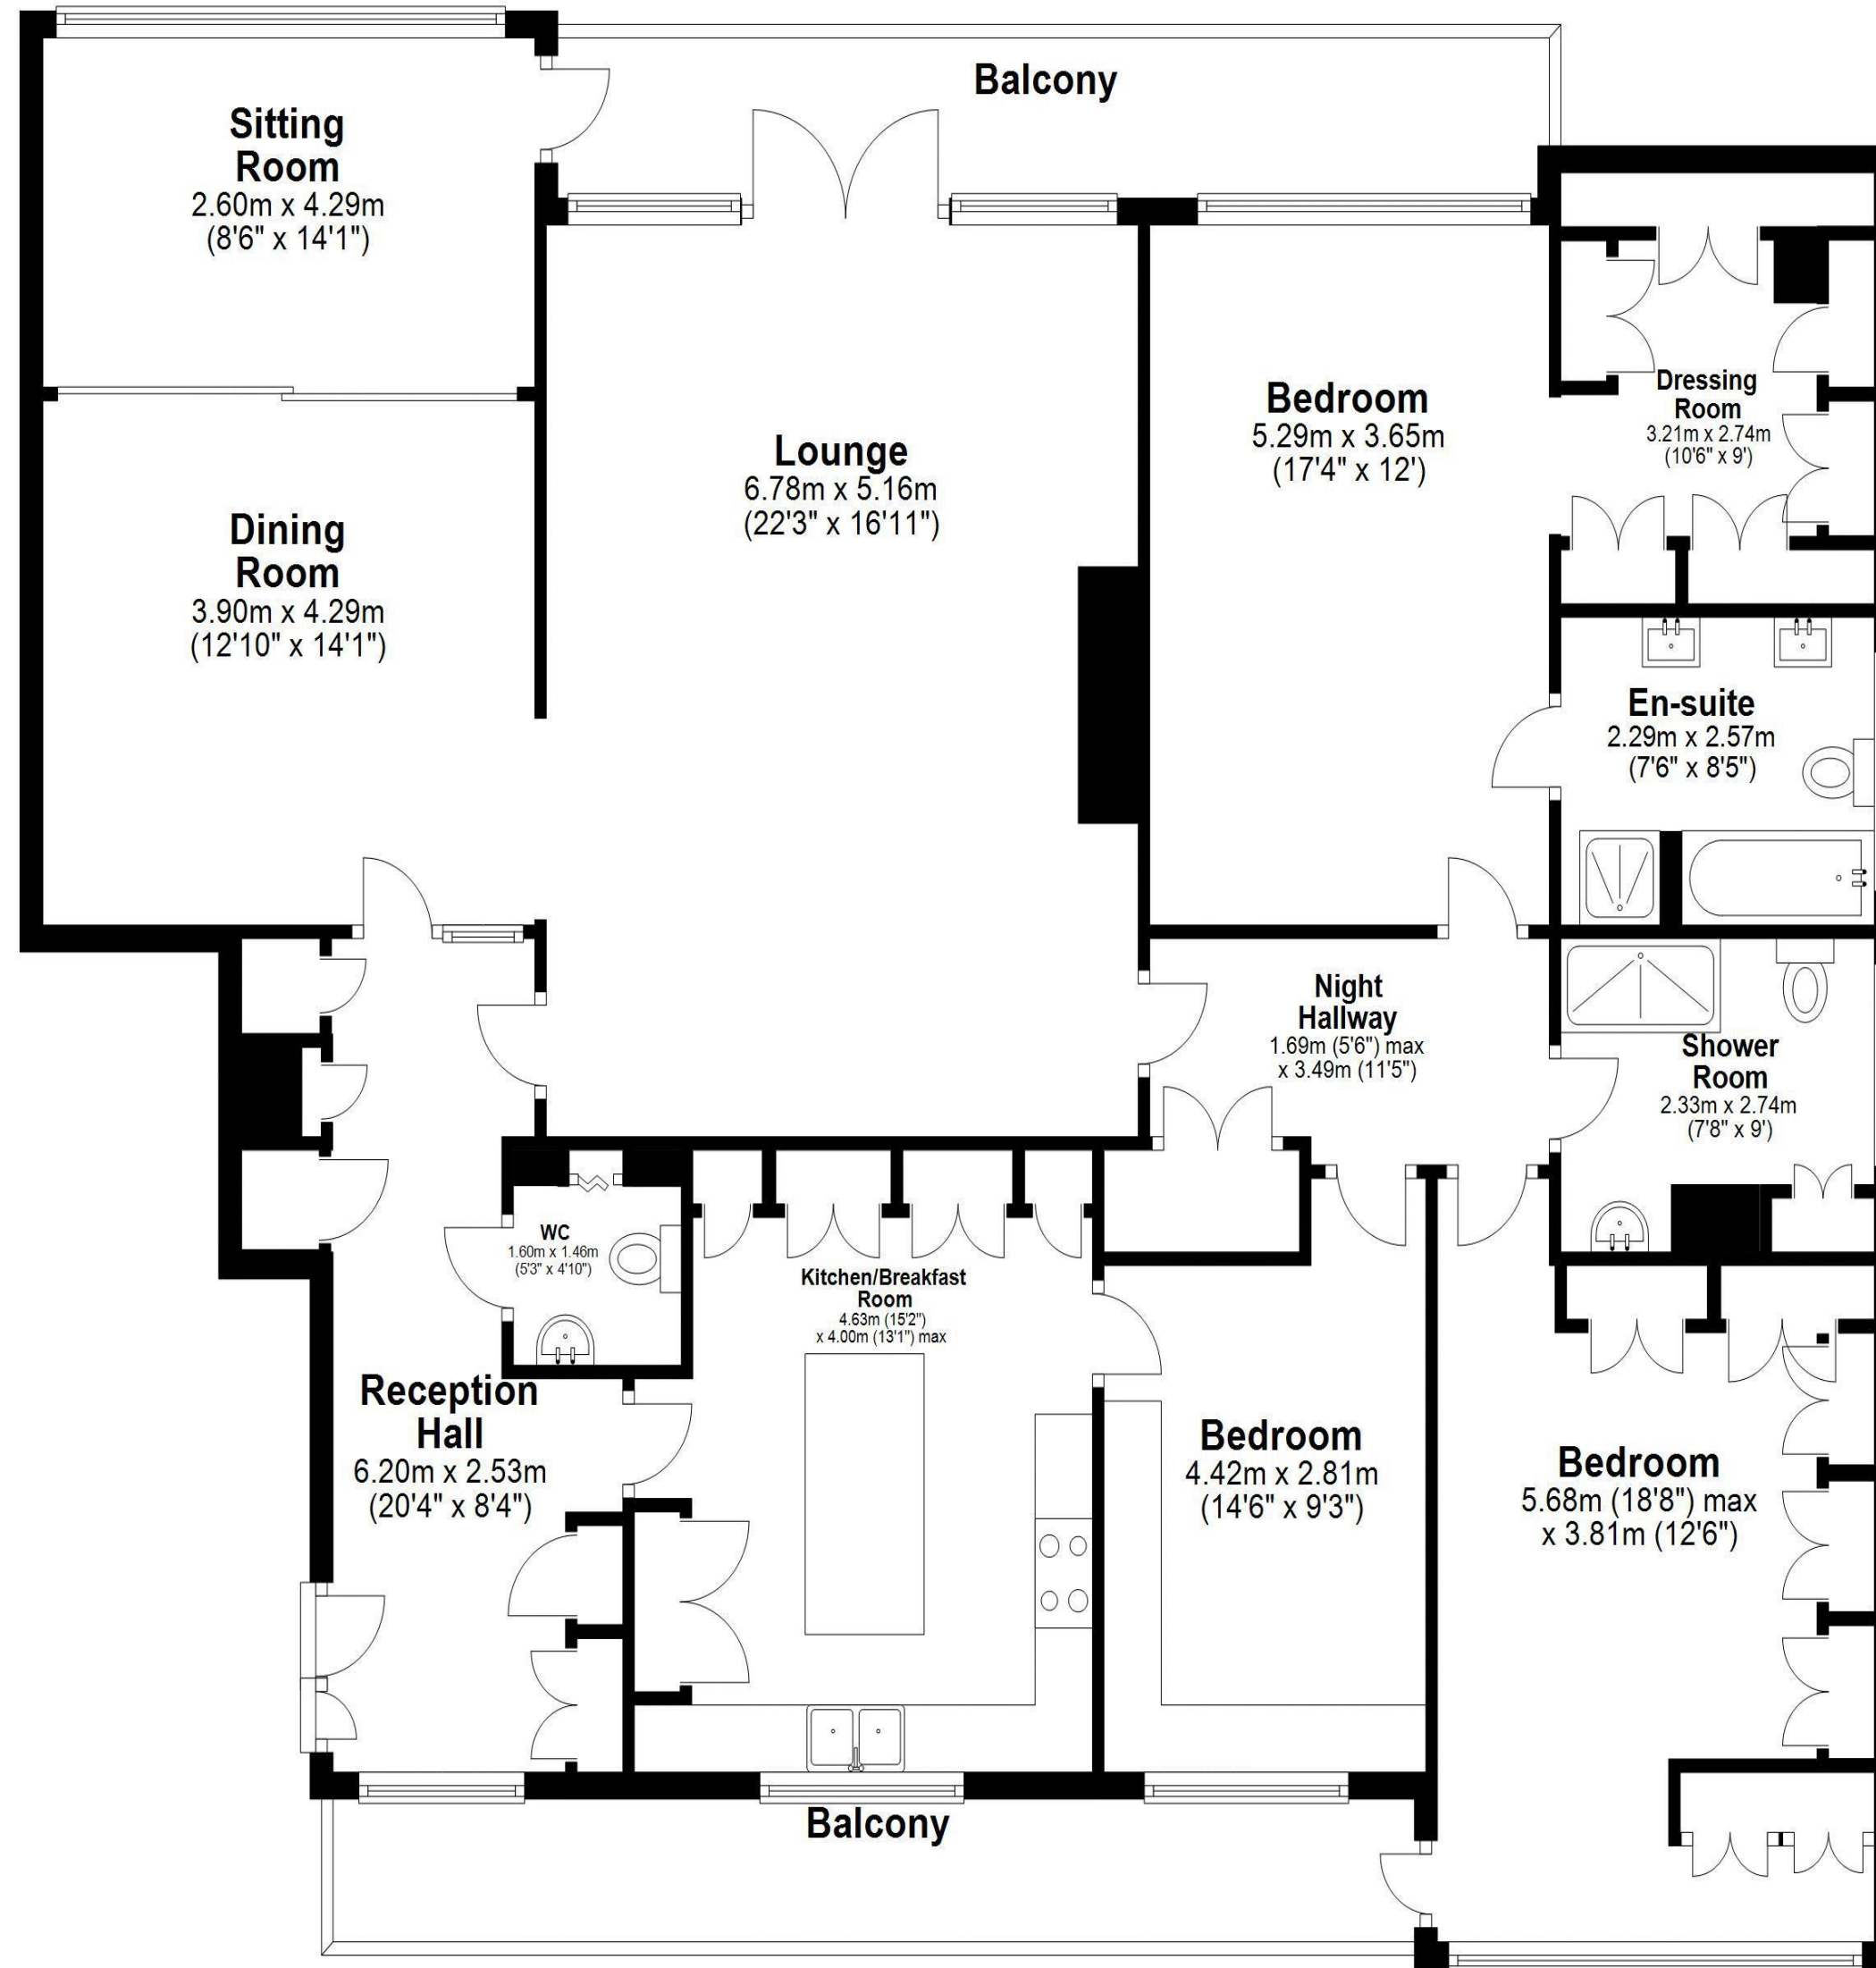 Balcony
Sitting
Room
2.60m x 4.29m
(8'6" x 14'1")
Dressing
Room
3.21m x 2.74m
(10'6" x 9')
Bedroom
5.29m x 3.65m
(17'4" x 12')
Lounge
6.78m x 5.16m
(22'3" x 16'11")
Dining
Room
3.90m x 4.29m
(12'10" x 14'1")
En-suite
2.29m x 2.57m
(7'6" x 8'5")
Night
Hallway
1.69m (5'6") max
x 3.49m (11'5")
Shower
Room
2.33m x 2.74m
(7'8" x 9')
WC
1.60m x 1.46m
(5'3" x 4'10")
Kitchen/Breakfast
Room
4.63m (15'2")
x 4.00m (13'1") max
Reception
Hall
6.20m x 2.53m
(20'4" x 8'4")
Bedroom
4.42m x 2.81m
(14'6" x 9'3")
Bedroom
5.68m (18'8") max
x 3.81m (12'6")
Balcony